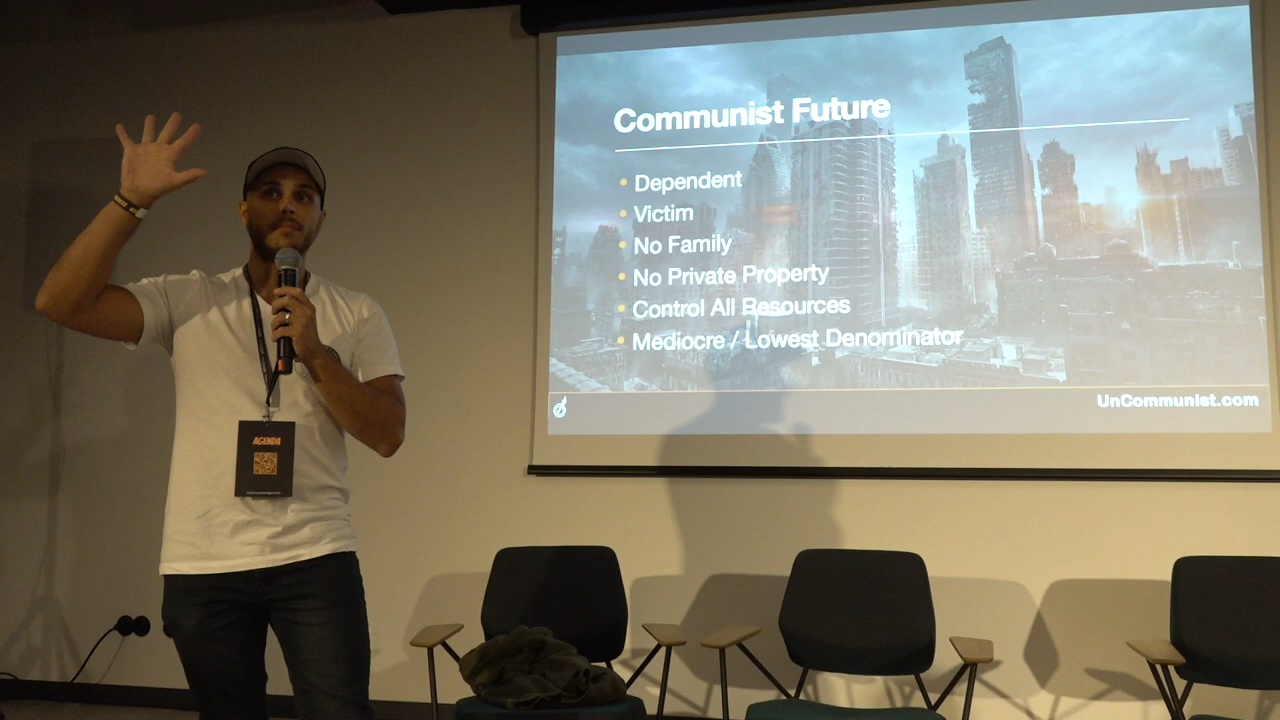 Communist Future
Dependent
Victim
No Family
No Private Property
Control All Resources
Mediocre / Lowest Denominator
UnCommunist.com
AGENDA